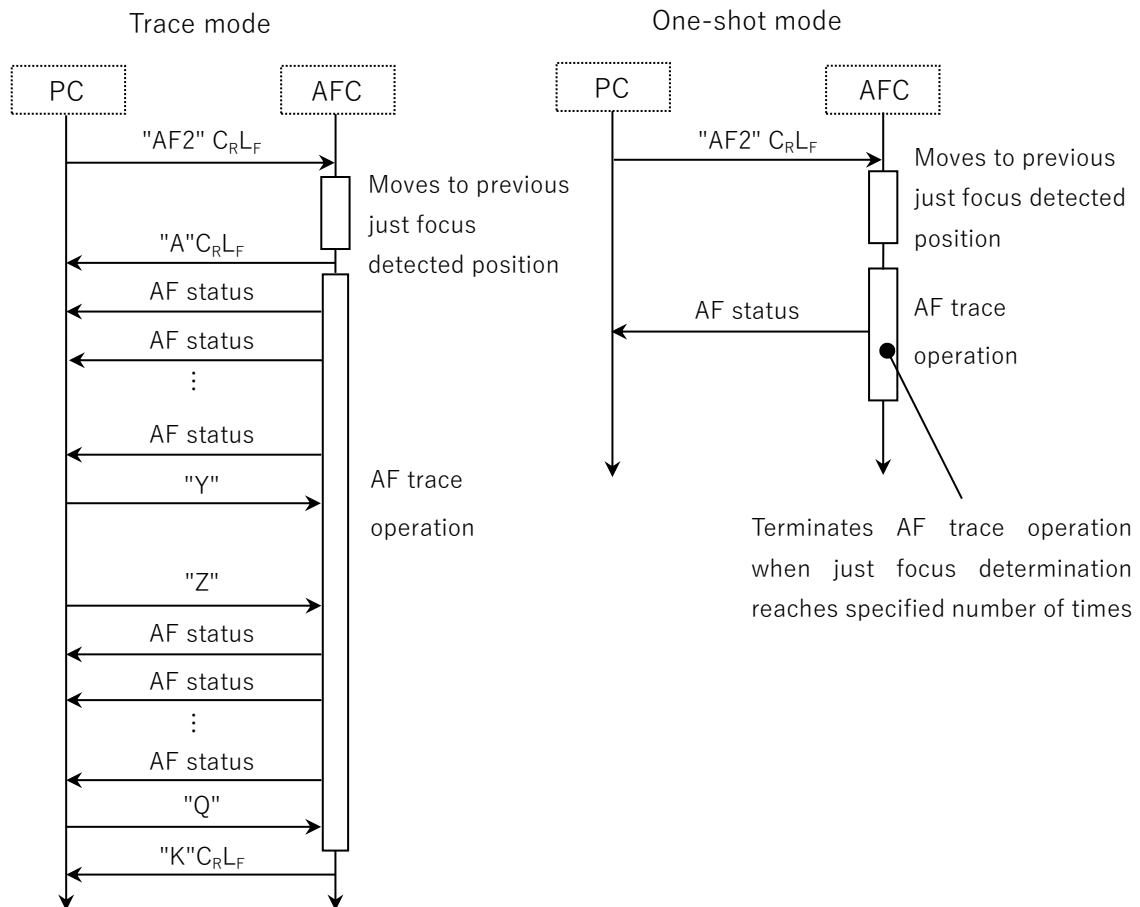 Trace mode
PC
AFC
"AF2" CRLF
Moves to previous
just focus
detected position
"A"CRLF
AF status
AF status
⋮
AF status
"Y"
AF trace
operation
"Z"
AF status
AF status
⋮
AF status
"Q"
"K"CRLF
One-shot mode
PC
AFC
"AF2" CRLF
Moves to previous
just focus detected
position
AF status
AF trace
operation
Terminates AF trace operation
when just focus determination
reaches specified number of times